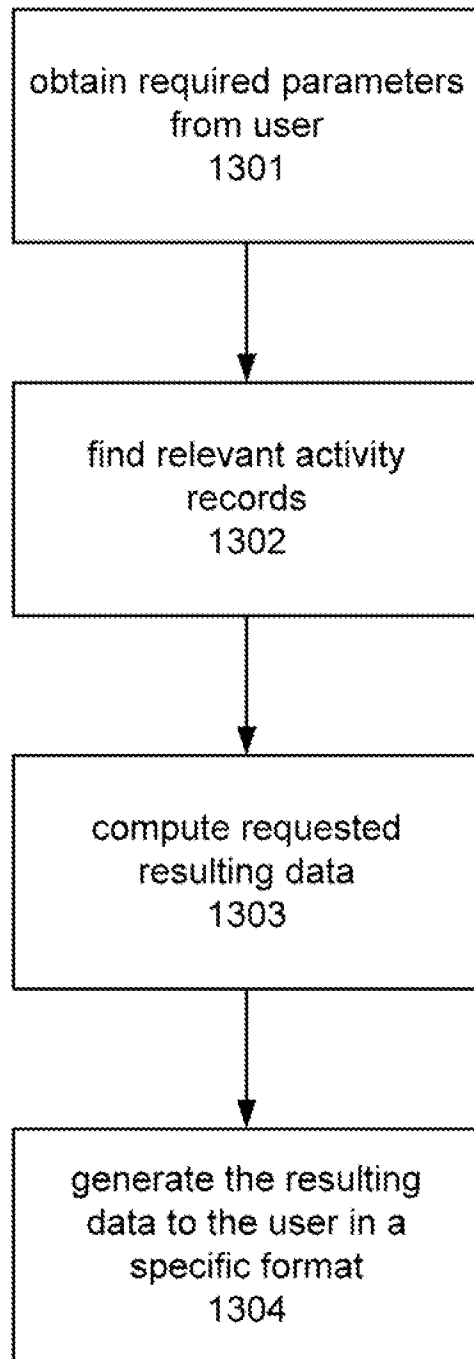 obtain required parameters
from user
1301
find relevant activity
records
1302
compute requested
resulting data
1303
generate the resulting
data to the user in a
specific format
1304